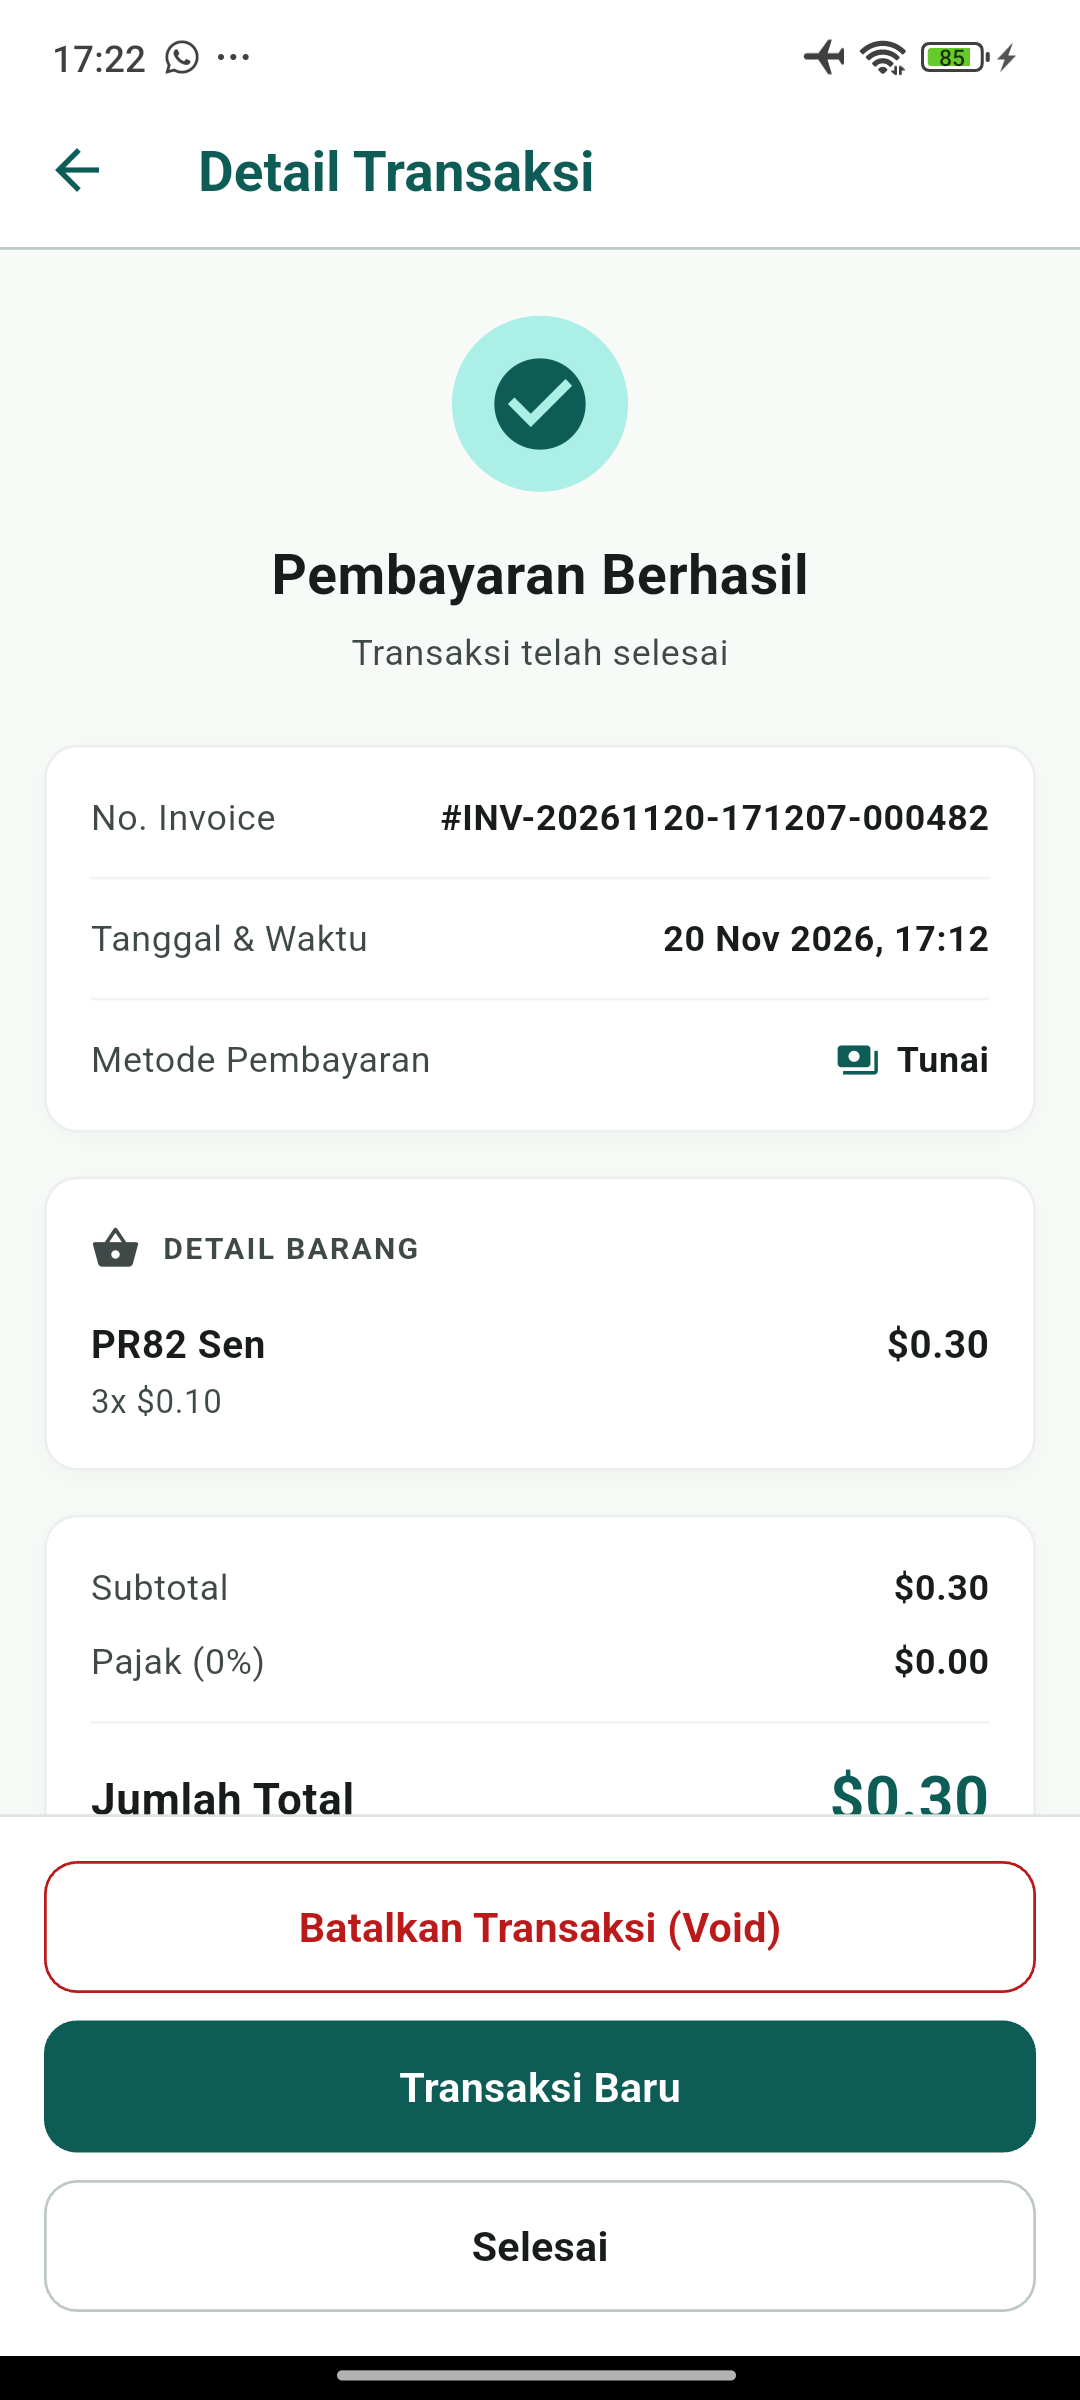 17:22 ... 85
Detail Transaksi
Pembayaran Berhasil
Transaksi telah selesai
No. Invoice #INV-20261120-171207-000482
Tanggal & Waktu 20 Nov 2026, 17:12
Metode Pembayaran Tunai
DETAIL BARANG
PR82 Sen $0.30
3x $0.10
Subtotal $0.30
Pajak (0%) $0.00
Jumlah Total $0.30
Batalkan Transaksi (Void)
Transaksi Baru
Selesai